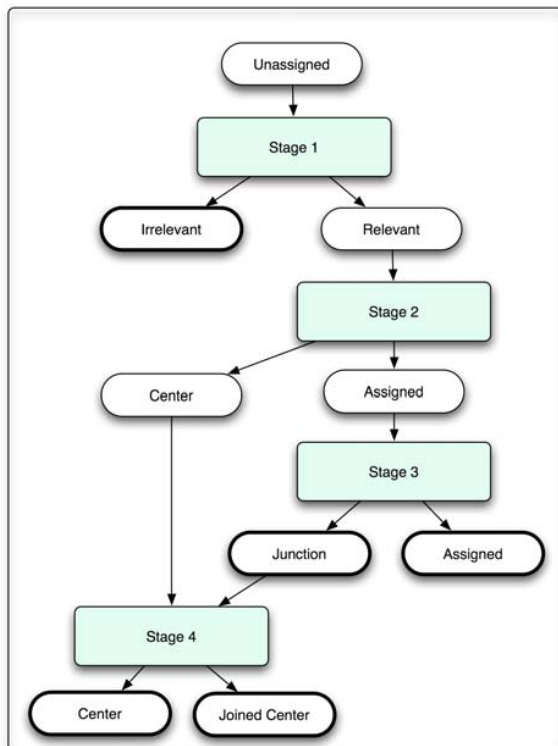 Unassigned
Stage 1
Irrelevant
Relevant
Stage 2
Center
Assigned
Stage 3
Junction
Assigned
Stage 4
Center
Joined Center